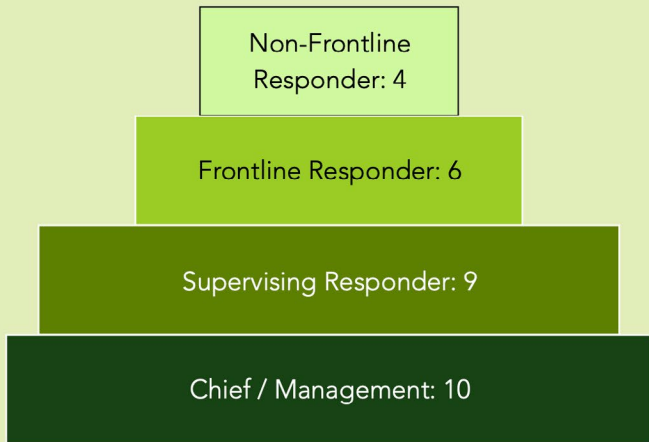 Non-Frontline
Responder: 4
Frontline Responder: 6
Supervising Responder: 9
Chief / Management: 10